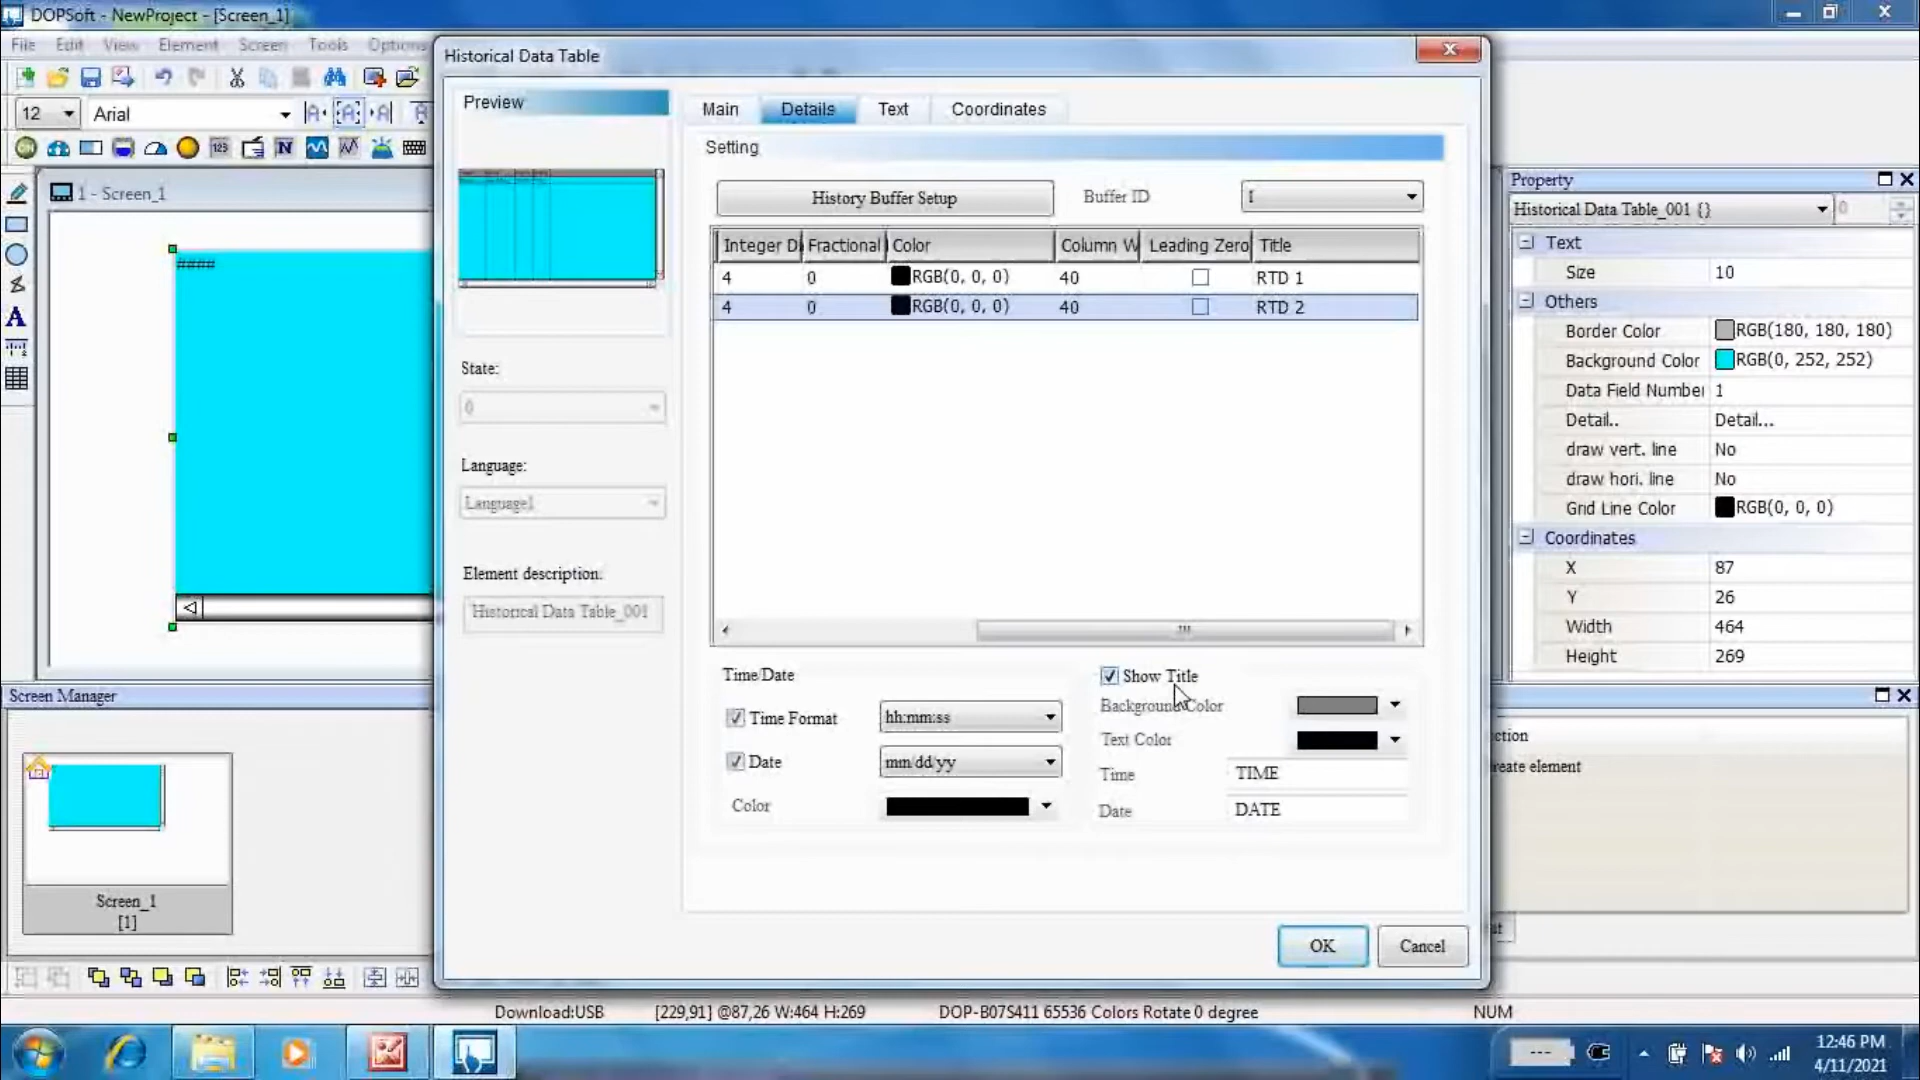 DOPSoft - NewProject - [Screen_1]
File Edit View Element Screen Tools Options
12 Arial
1 - Screen_1
####
Screen Manager
Screen_1
[1]
Historical Data Table
Preview
State:
0
Language:
Language1
Element description:
Historical Data Table_001
Main Details Text Coordinates
Setting
History Buffer Setup Buffer ID 1
Integer D Fractional Color Column W Leading Zero Title
4 0 RGB(0, 0, 0) 40 RTD 1
4 0 RGB(0, 0, 0) 40 RTD 2
Time/Date
Time Format hh:mm:ss
Date mm/dd/yy
Color
Show Title
Background Color
Text Color
Time TIME
Date DATE
OK Cancel
Property
Historical Data Table_001 {} 0
Text
Size 10
Others
Border Color RGB(180, 180, 180)
Background Color RGB(0, 252, 252)
Data Field Number 1
Detail.. Detail...
draw vert. line No
draw hori. line No
Grid Line Color RGB(0, 0, 0)
Coordinates
X 87
Y 26
Width 464
Height 269
ction
reate element
Download:USB [229,91] @87,26 W:464 H:269 DOP-B07S411 65536 Colors Rotate 0 degree NUM
12:46 PM
4/11/2021